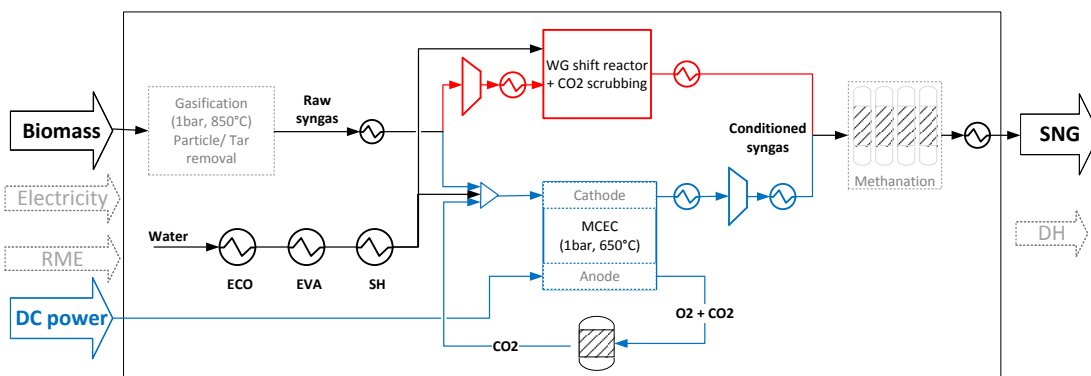 Biomass
Electricity
RME
DC power
Gasification
(1bar, 850°C)
Particle/ Tar
removal
Raw
syngas
WG shift reactor
+ CO2 scrubbing
Conditioned
syngas
Methanation
SNG
DH
Water
ECO
EVA
SH
Cathode
MCEC
(1bar, 650°C)
Anode
O2 + CO2
CO2